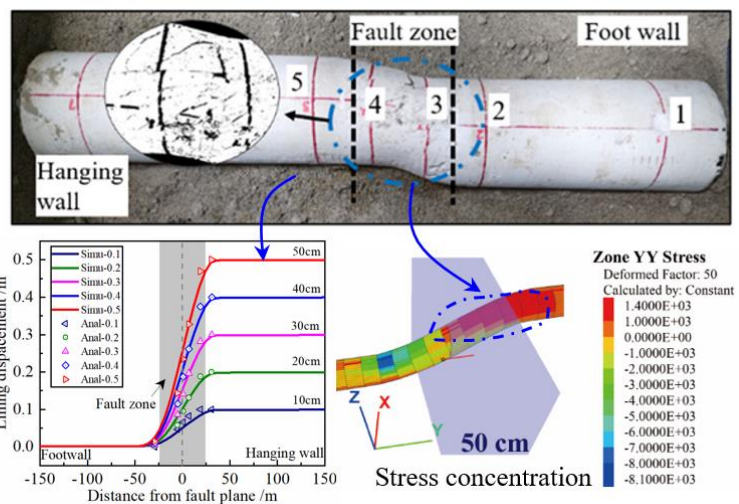 Fault zone
Foot wall
5
4
3
2
1
Hanging
wall
Lining displacement /m
0.5
0.4
0.3
0.2
0.1
0.0
Simu-0.1
Simu-0.2
Simu-0.3
Simu-0.4
Simu-0.5
Anal-0.1
Anal-0.2
Anal-0.3
Anal-0.4
Anal-0.5
50cm
40cm
30cm
20cm
10cm
Fault zone
Footwall
Hanging wall
-150 -100 -50 0 50 100 150
Distance from fault plane /m
Z
X
Y
50 cm
Stress concentration
Zone YY Stress
Deformed Factor: 50
Calculated by: Constant
1.4000E+03
1.0000E+03
0.0000E+00
-1.0000E+03
-2.0000E+03
-3.0000E+03
-4.0000E+03
-5.0000E+03
-6.0000E+03
-7.0000E+03
-8.0000E+03
-8.1000E+03